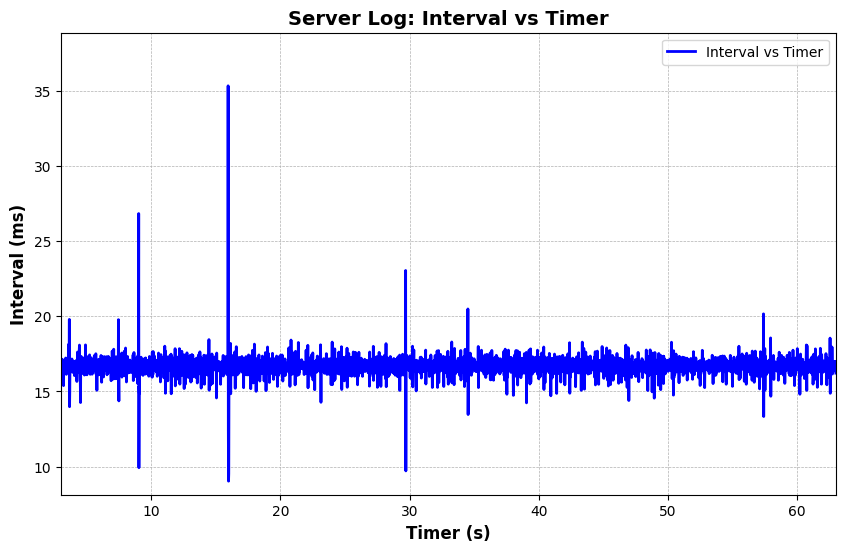 Server Log: Interval vs Timer
Interval vs Timer
Interval (ms)
35
30
25
20
15
10
10 20 30 40 50 60
Timer (s)